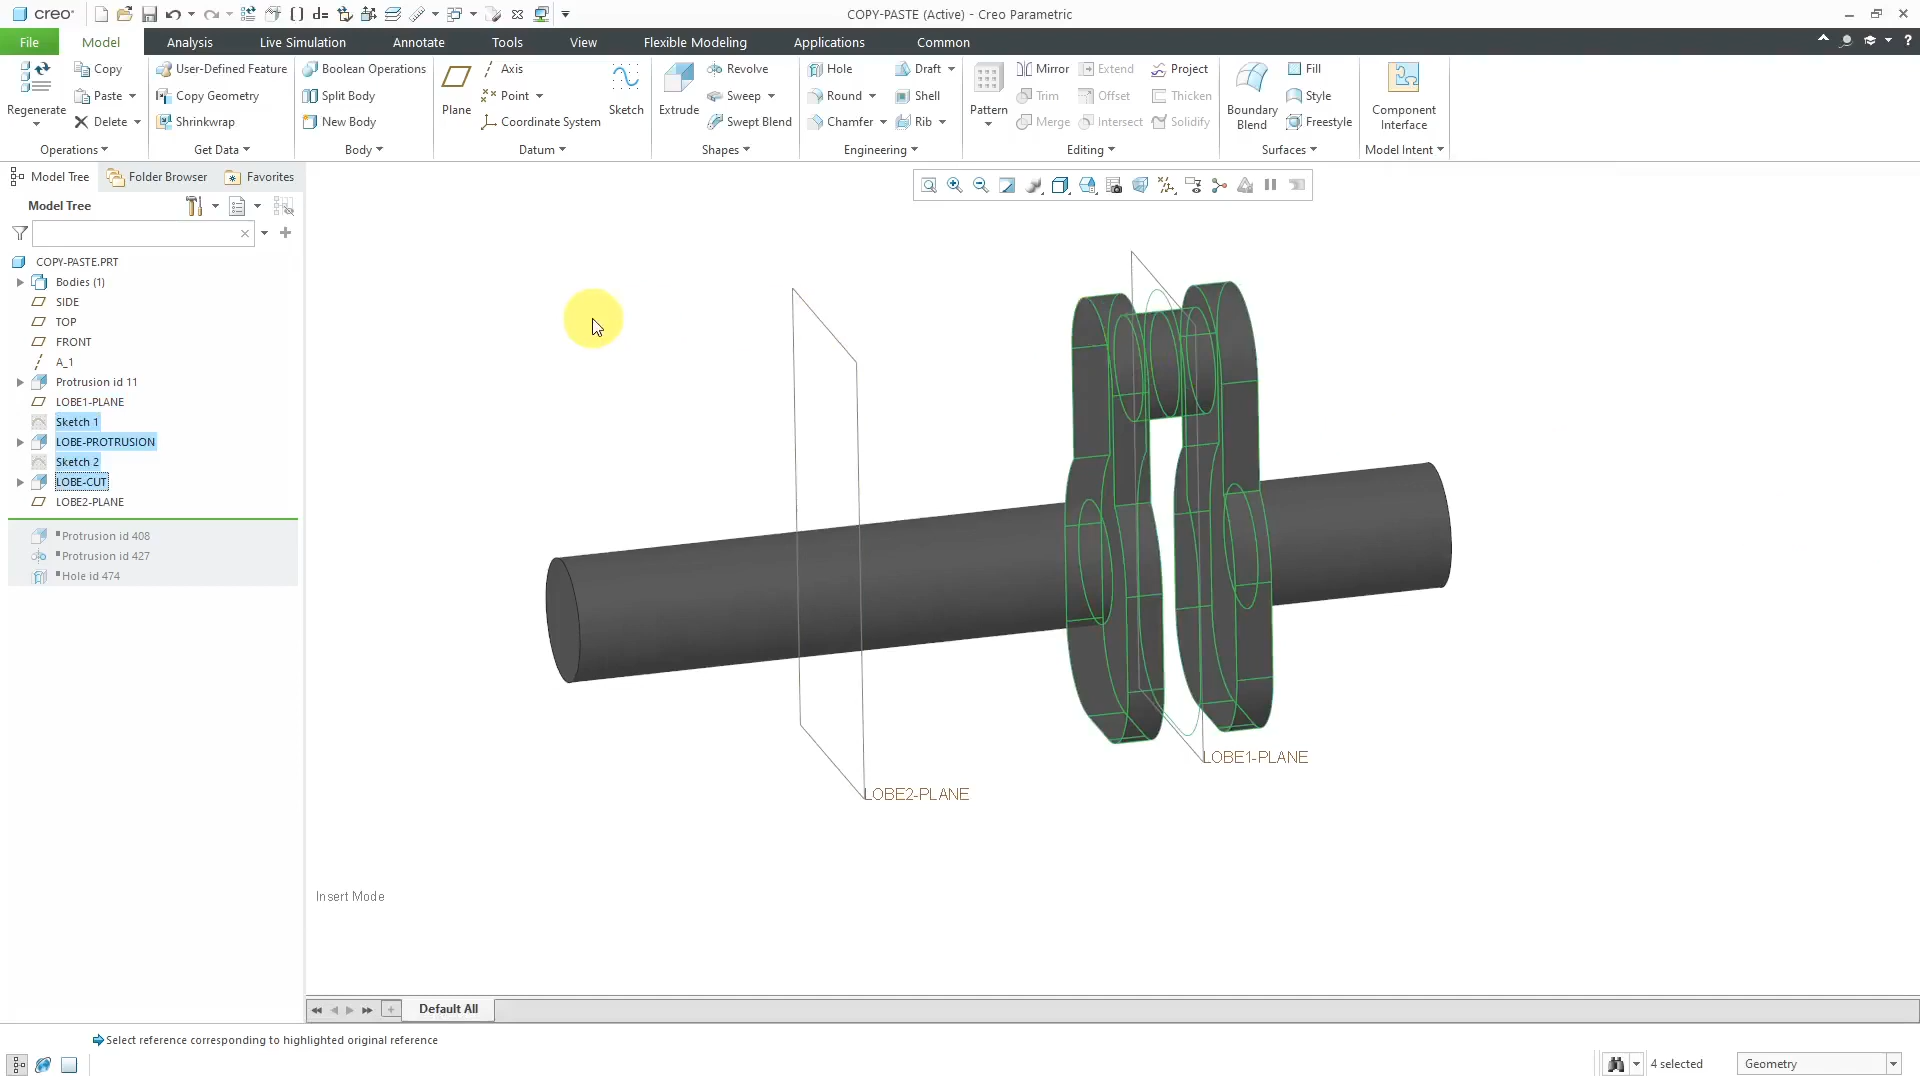 creo
COPY-PASTE (Active) - Creo Parametric
File Model Analysis Live Simulation Annotate Tools View Flexible Modeling Applications Common
Regenerate
Copy
Paste
Delete
Operations
User-Defined Feature
Copy Geometry
Shrinkwrap
Get Data
Boolean Operations
Split Body
New Body
Body
Plane
Axis
Point
Coordinate System
Sketch
Datum
Extrude
Revolve
Sweep
Swept Blend
Shapes
Hole
Round
Chamfer
Draft
Shell
Rib
Engineering
Pattern
Mirror
Trim
Merge
Extend
Offset
Intersect
Project
Thicken
Solidify
Editing
Boundary
Blend
Fill
Style
Freestyle
Surfaces
Component
Interface
Model Intent
Model Tree Folder Browser Favorites
Model Tree
COPY-PASTE.PRT
Bodies (1)
SIDE
TOP
FRONT
A_1
Protrusion id 11
LOBE1-PLANE
Sketch 1
LOBE-PROTRUSION
Sketch 2
LOBE-CUT
LOBE2-PLANE
Protrusion id 408
Protrusion id 427
Hole id 474
LOBE1-PLANE
LOBE2-PLANE
Insert Mode
Default All
Select reference corresponding to highlighted original reference
4 selected
Geometry